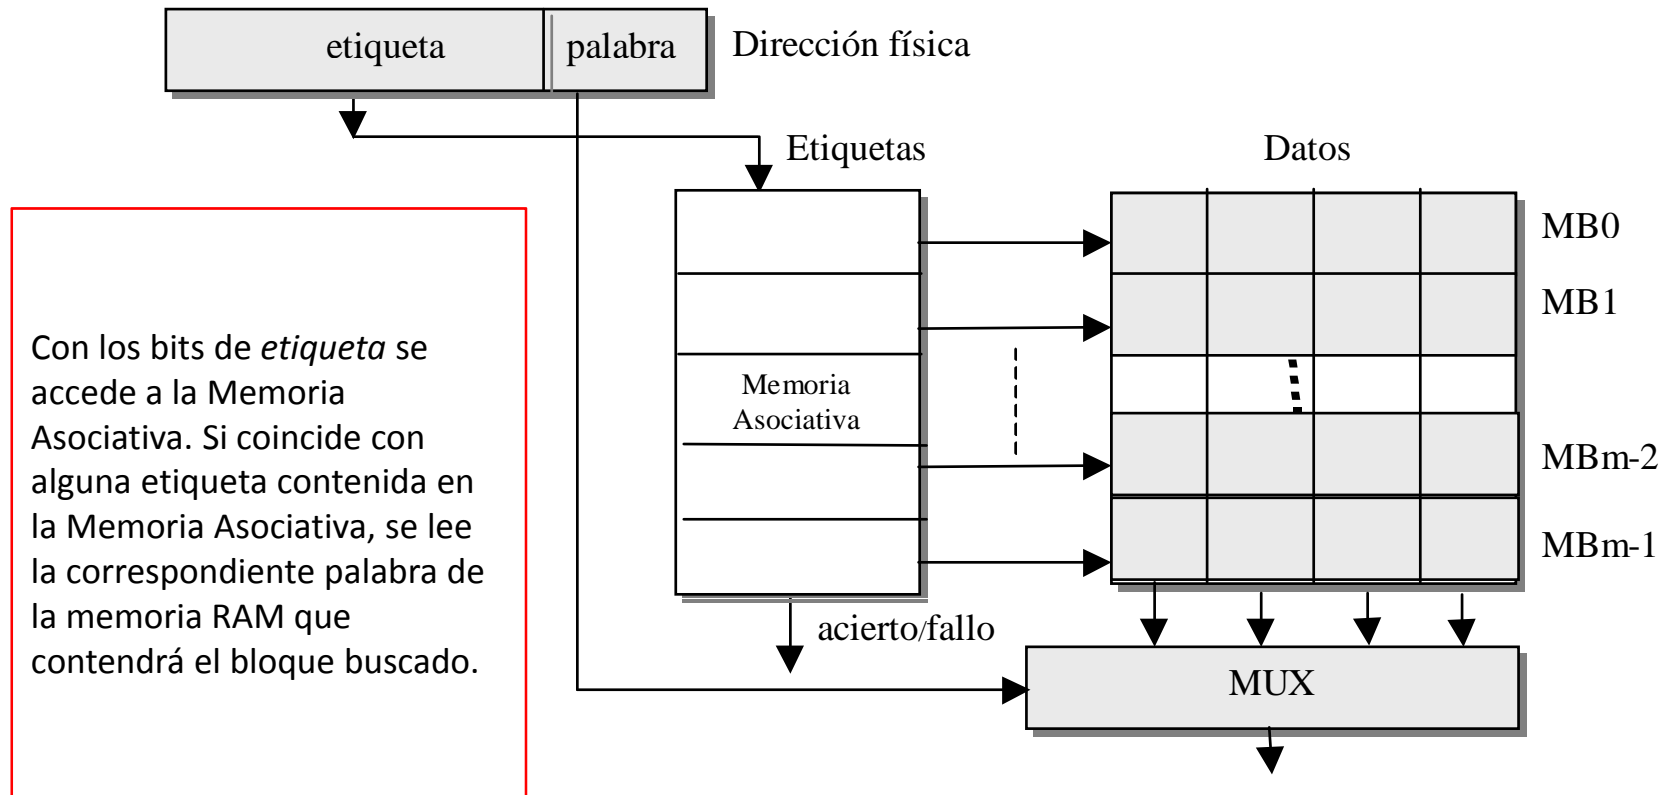 etiqueta palabra Dirección física
Etiquetas Datos
MB0
MB1
Con los bits de etiqueta se
accede a la Memoria
Asociativa. Si coincide con
alguna etiqueta contenida en
la Memoria Asociativa, se lee
la correspondiente palabra de
la memoria RAM que
contendrá el bloque buscado.
Memoria
Asociativa
MBm-2
MBm-1
acierto/fallo
MUX